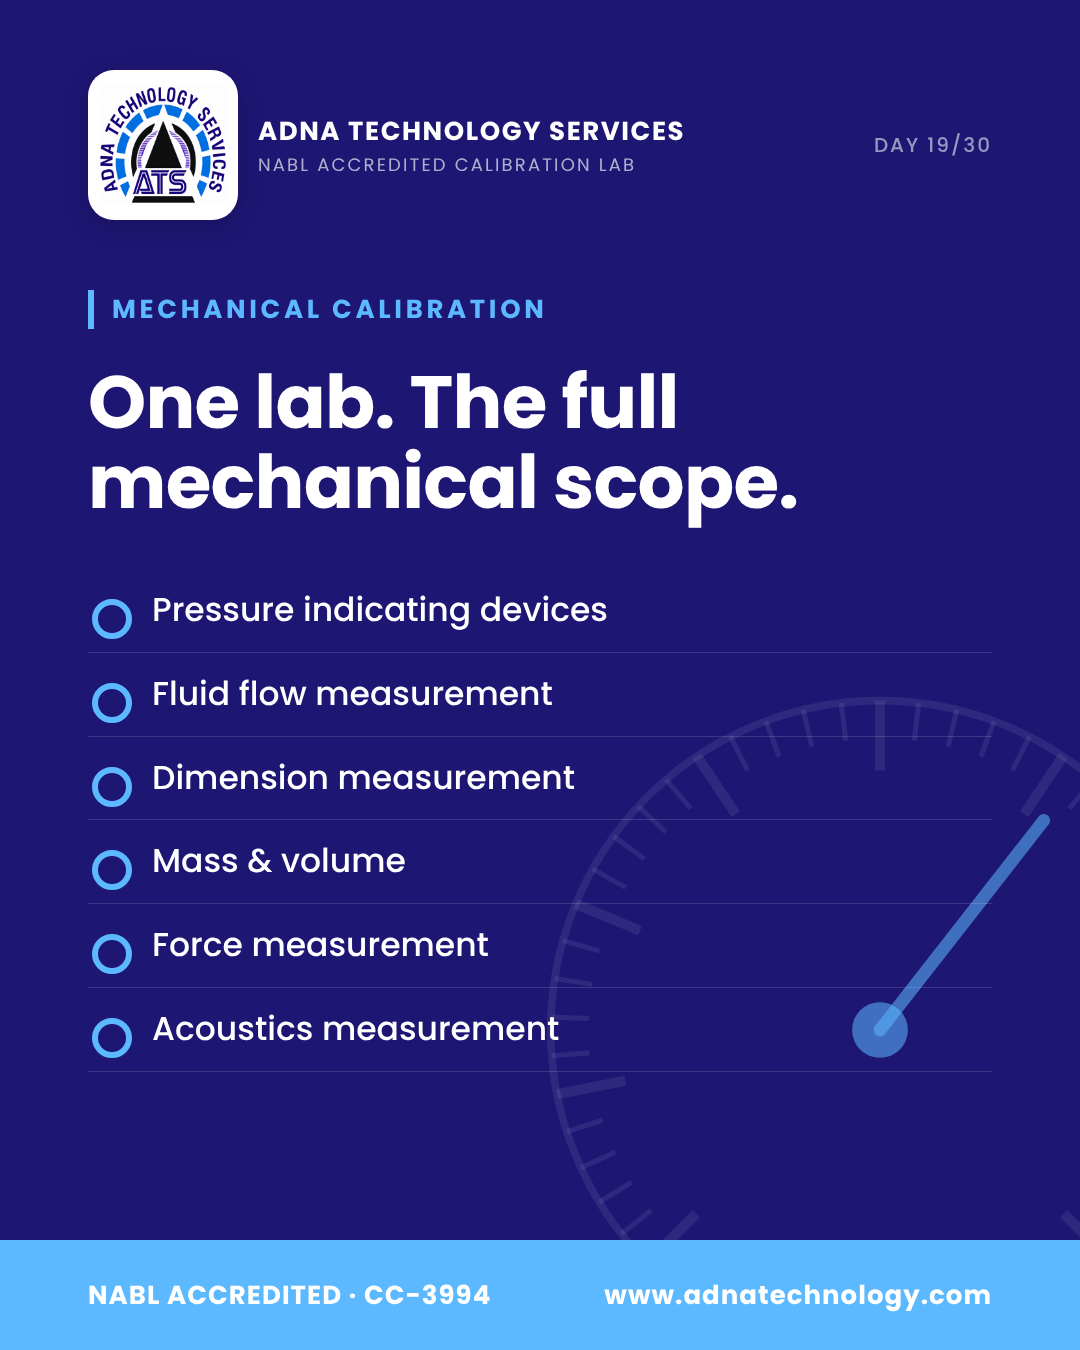 ADNA TECHNOLOGY SERVICES
ATS
ADNA TECHNOLOGY SERVICES
NABL ACCREDITED CALIBRATION LAB
DAY 19/30
MECHANICAL CALIBRATION
One lab. The full
mechanical scope.
Pressure indicating devices
Fluid flow measurement
Dimension measurement
Mass & volume
Force measurement
Acoustics measurement
NABL ACCREDITED · CC-3994
www.adnatechnology.com